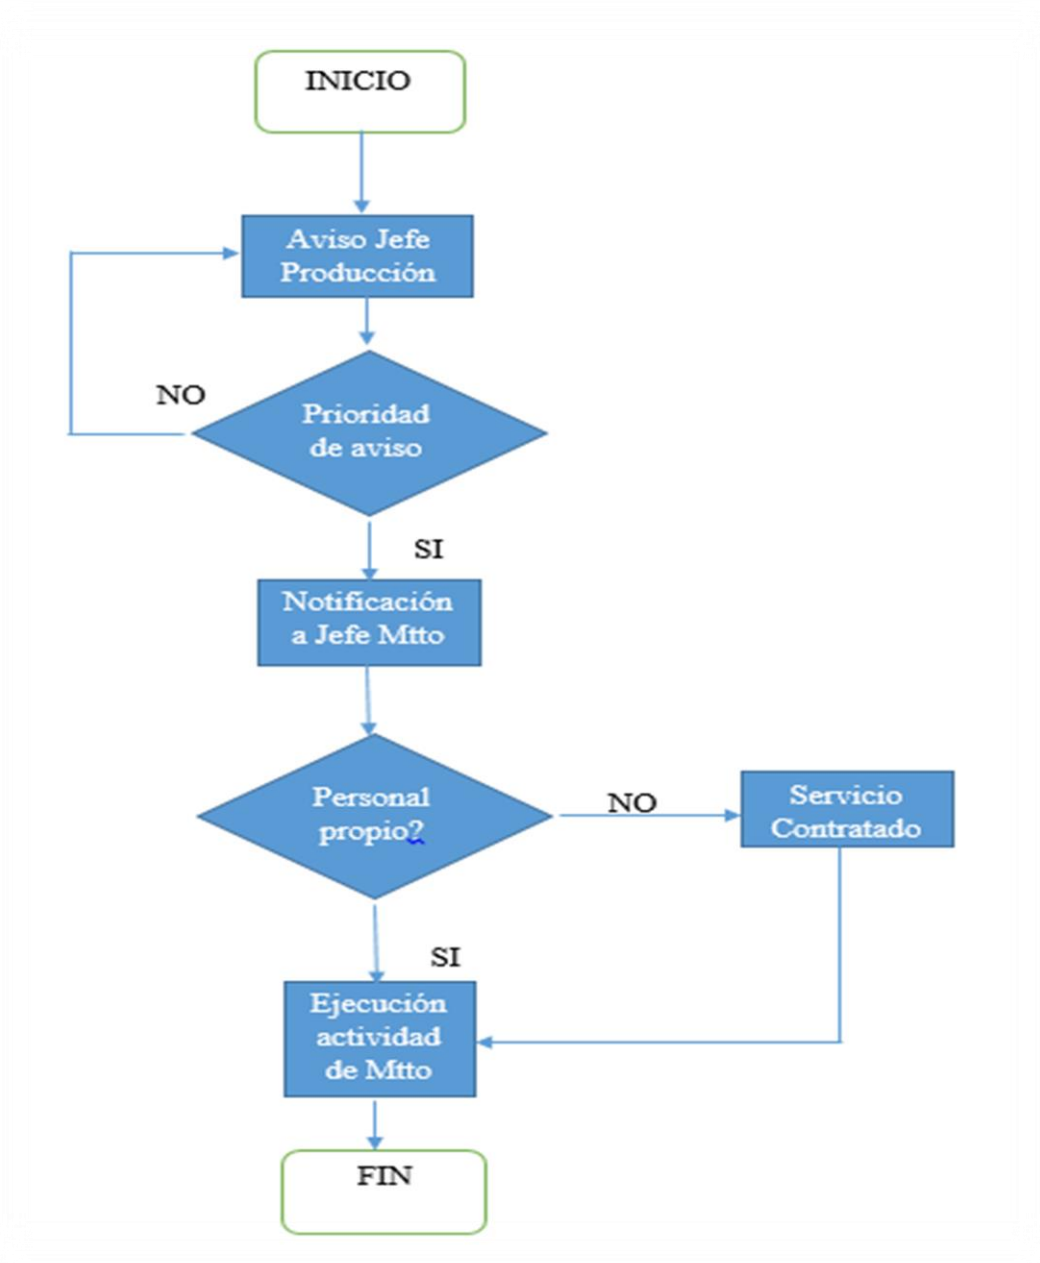 INICIO
Aviso Jefe
Producción
NO
Prioridad
de aviso
SI
Notificación
a Jefe Mtto
Personal
propio?
NO
Servicio
Contratado
SI
Ejecución
actividad
de Mtto
FIN